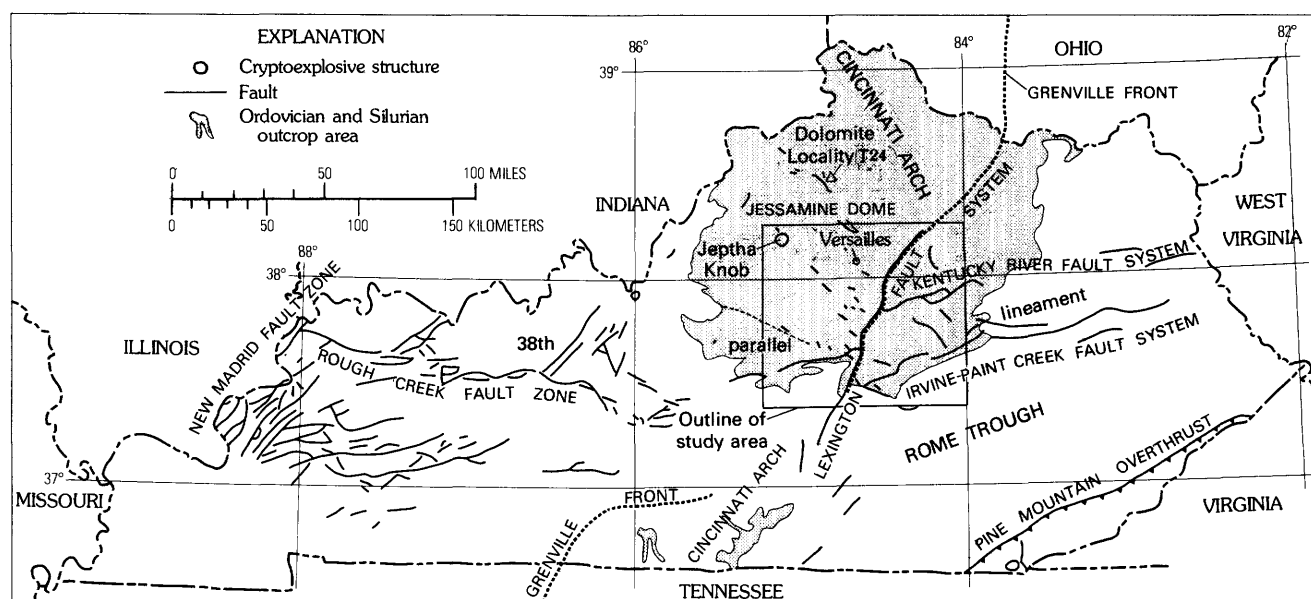 EXPLANATION
Cryptoexplosive structure
Fault
Ordovician and Silurian
outcrop area
0 50 100 MILES
0 50 100 150 KILOMETERS
86°
84°
82°
39°
88°
38°
37°
OHIO
GRENVILLE FRONT
CINCINNATI ARCH
Dolomite
Locality T24
INDIANA
JESSAMINE DOME
WEST
VIRGINIA
Jeptha
Knob
Versailles
LEXINGTON FAULT SYSTEM
KENTUCKY RIVER FAULT SYSTEM
38th parallel lineament
IRVINE-PAINT CREEK FAULT SYSTEM
ILLINOIS
NEW MADRID FAULT ZONE
ROUGH CREEK FAULT ZONE
Outline of
study area
ROME TROUGH
PINE MOUNTAIN OVERTHRUST
MISSOURI
GRENVILLE FRONT
CINCINNATI ARCH
VIRGINIA
TENNESSEE